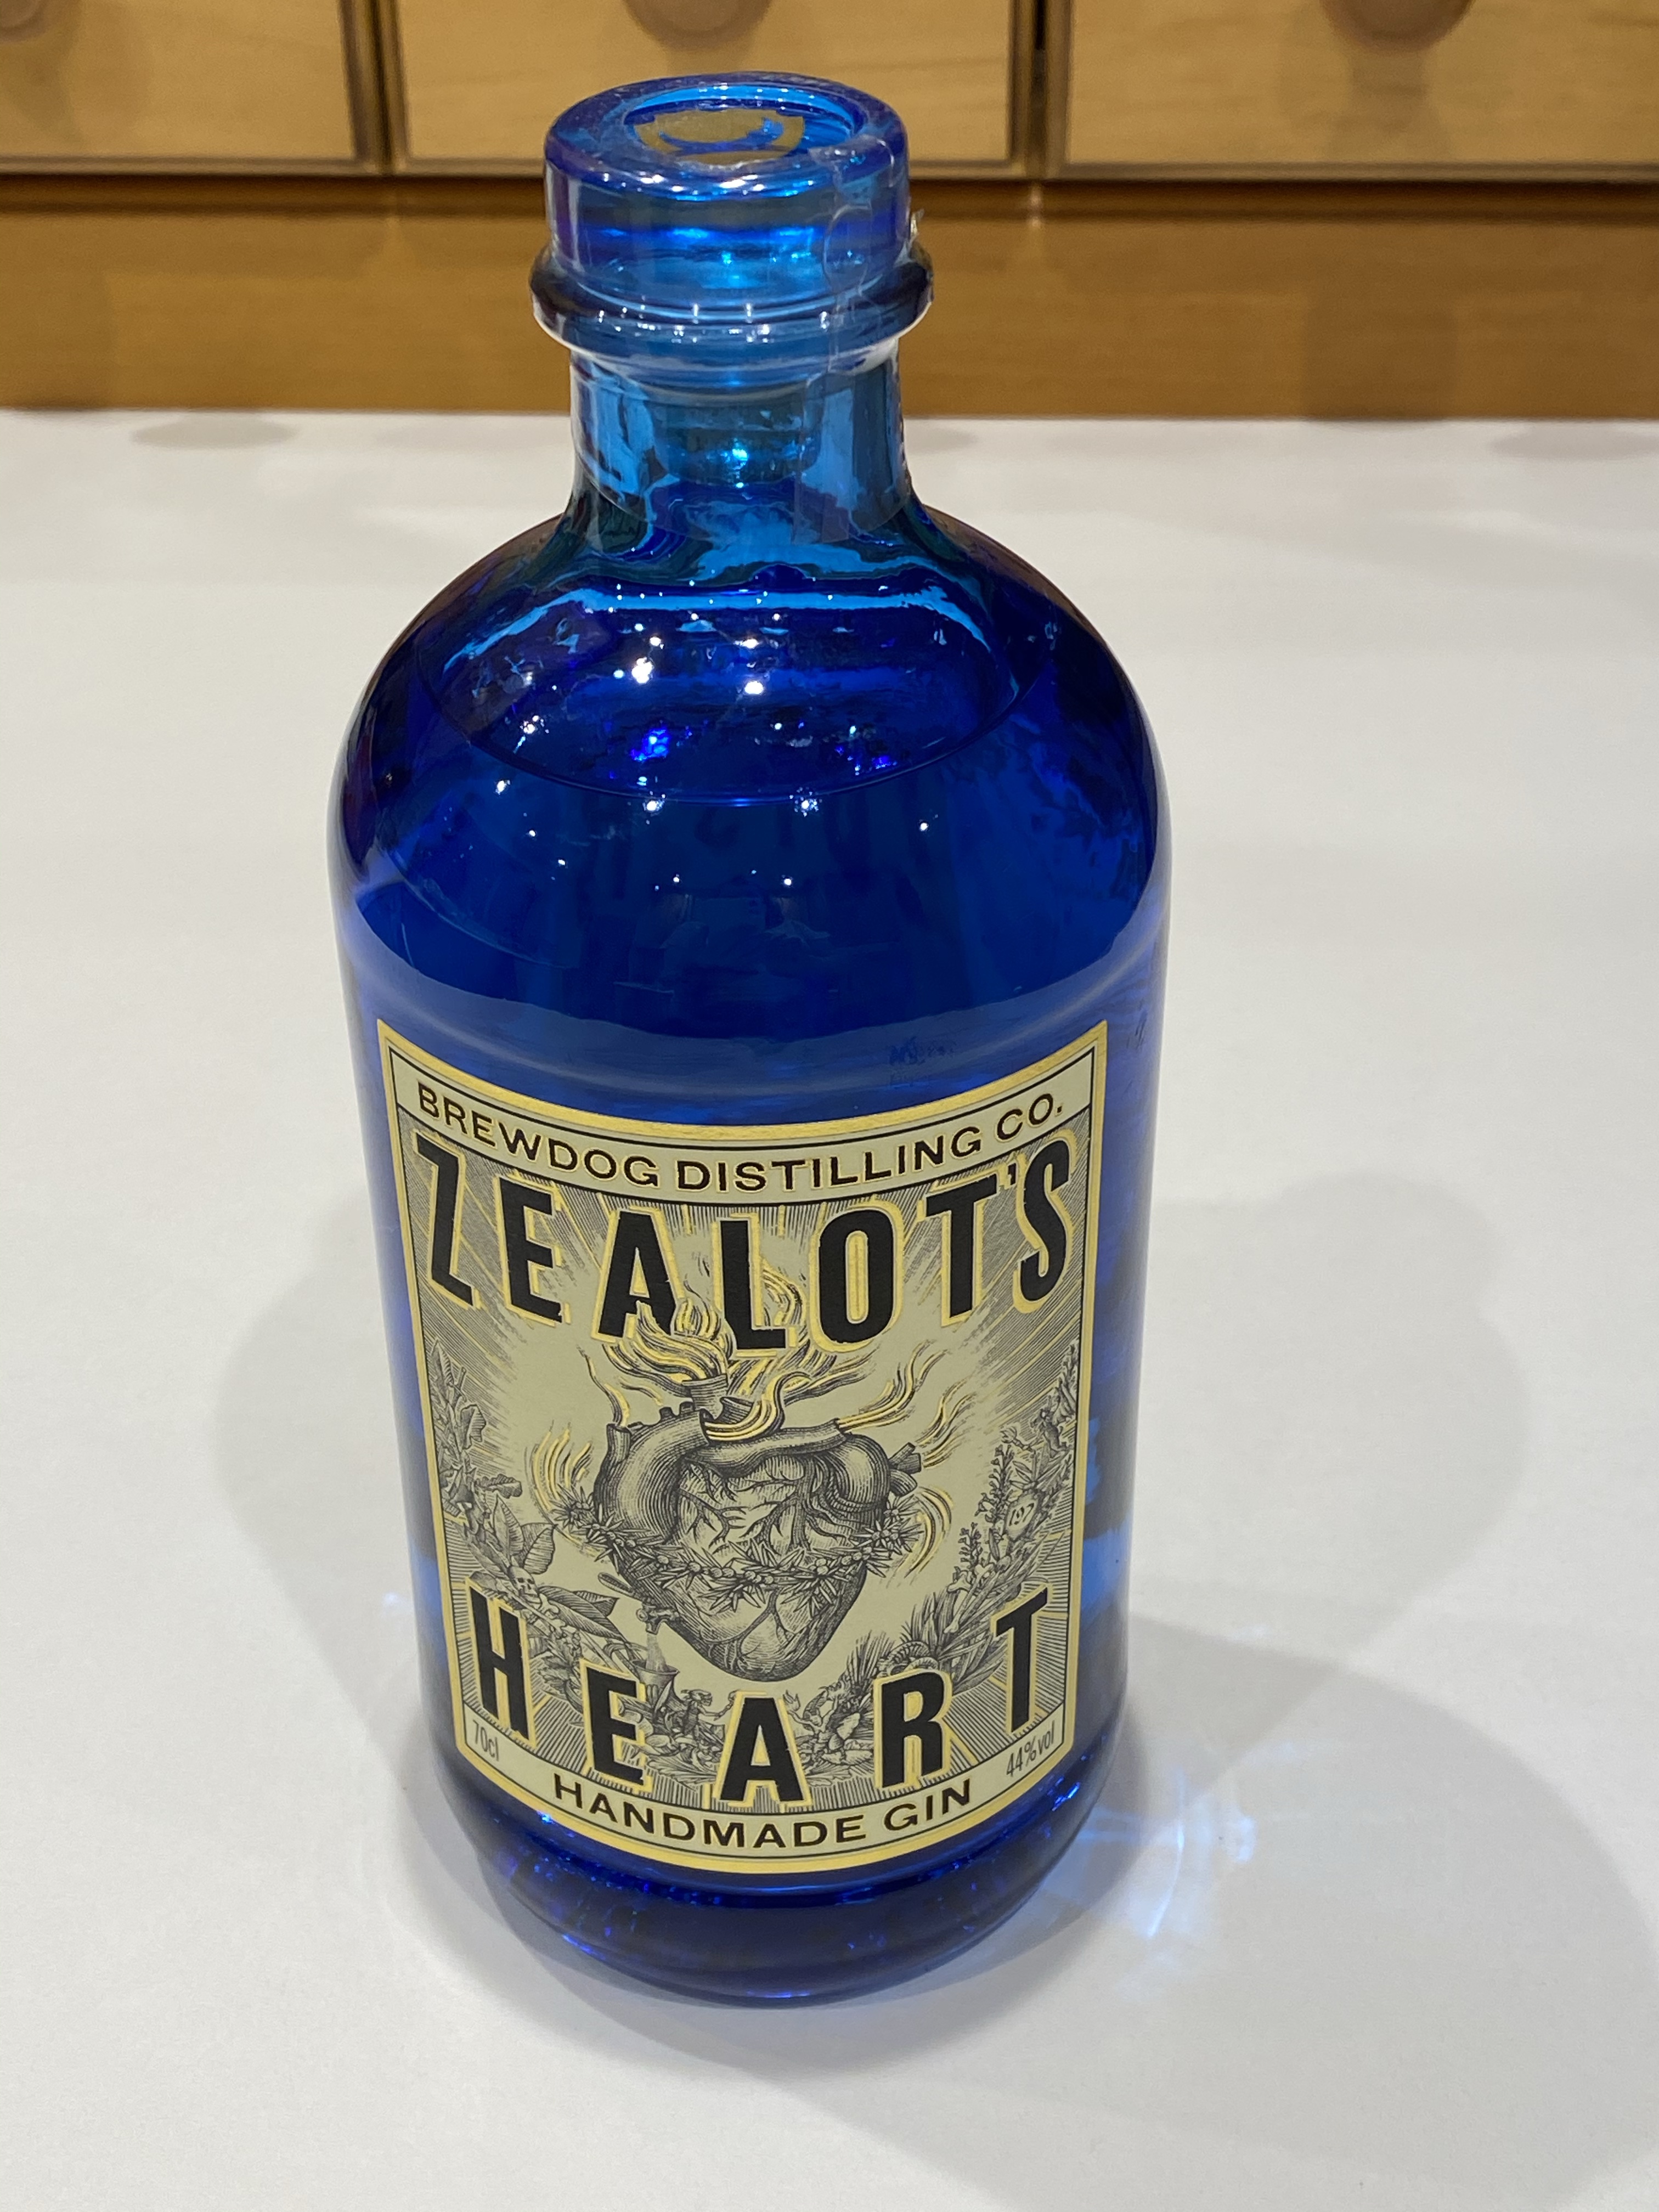 BREWDOG DISTILLING CO.
ZEALOT'S
HEART
70cl
44%vol
HANDMADE GIN